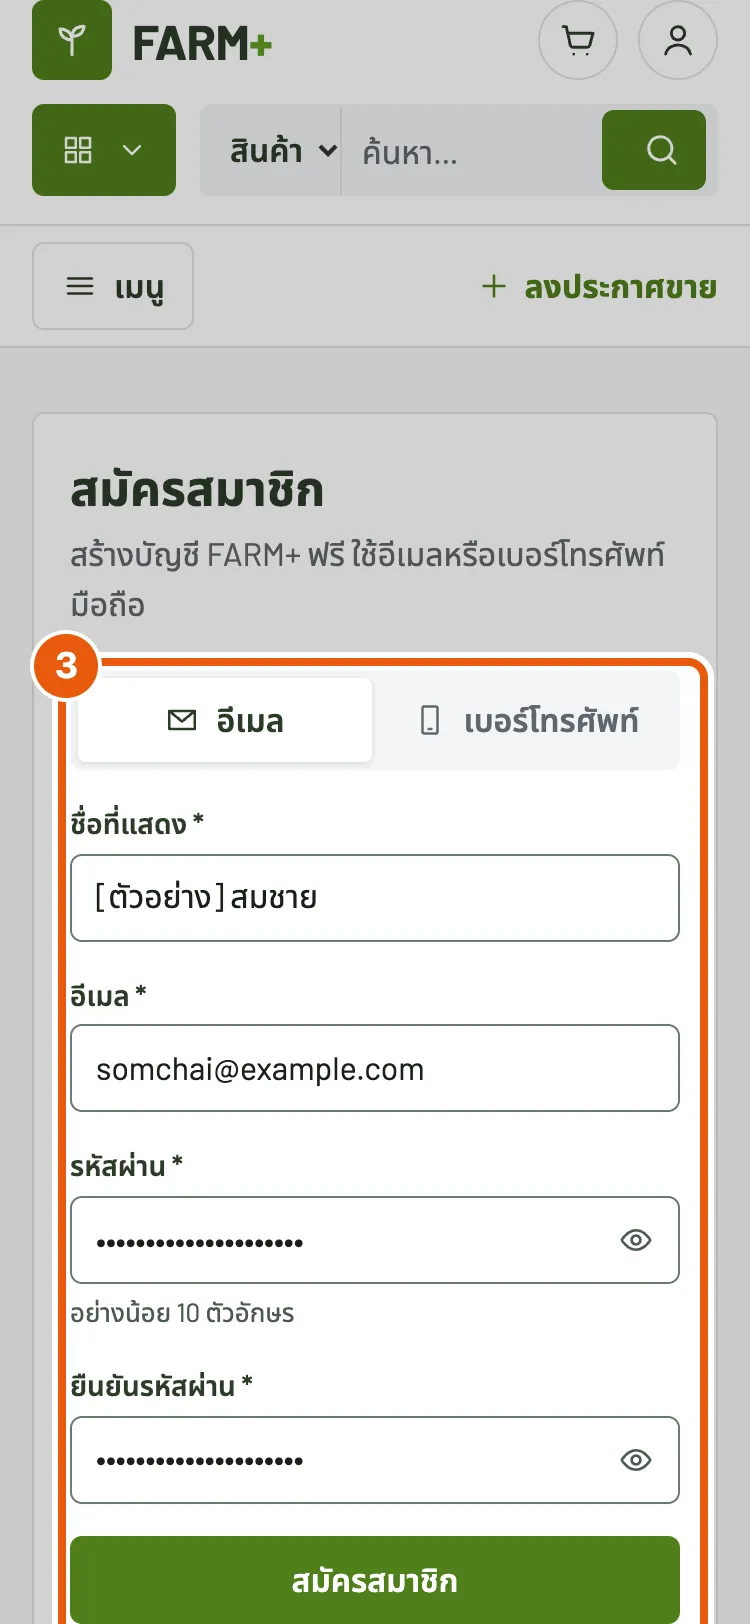 FARM+
สินค้า
ค้นหา...
เมนู
+ ลงประกาศขาย
สมัครสมาชิก
สร้างบัญชี FARM+ ฟรี ใช้อีเมลหรือเบอร์โทรศัพท์
มือถือ
3
อีเมล
เบอร์โทรศัพท์
ชื่อที่แสดง *
[ตัวอย่าง] สมชาย
อีเมล *
somchai@example.com
รหัสผ่าน *
•••••••••••••••••••••
อย่างน้อย 10 ตัวอักษร
ยืนยันรหัสผ่าน *
•••••••••••••••••••••
สมัครสมาชิก